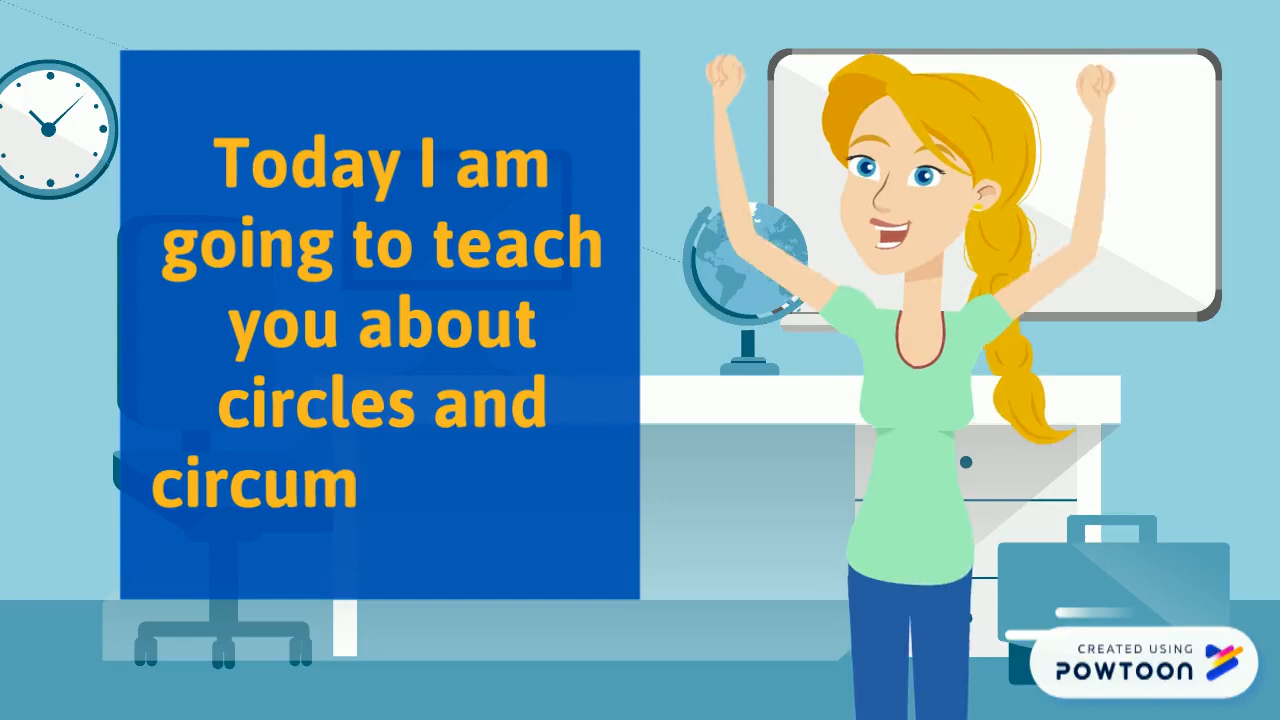 Today I am
going to teach
you about
circles and
circum
CREATED USING
POWTOON